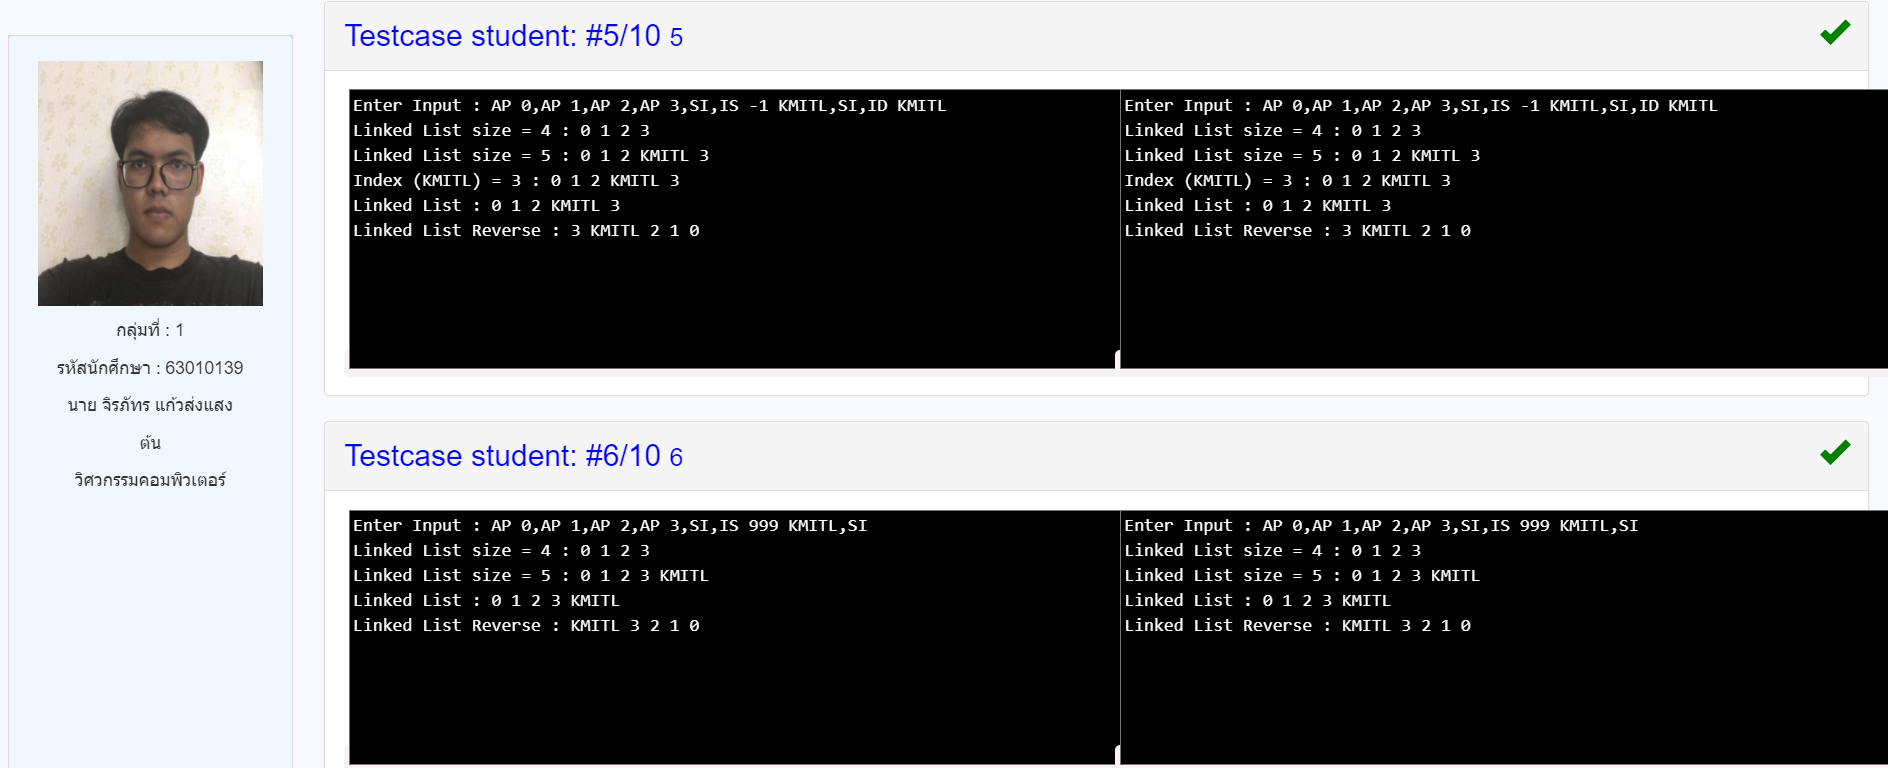 กลุ่มที่ : 1
รหัสนักศึกษา : 63010139
นาย จิรภัทร แก้วส่งแสง
ต้น
วิศวกรรมคอมพิวเตอร์
Testcase student: #5/10 5
Enter Input : AP 0,AP 1,AP 2,AP 3,SI,IS -1 KMITL,SI,ID KMITL
Linked List size = 4 : 0 1 2 3
Linked List size = 5 : 0 1 2 KMITL 3
Index (KMITL) = 3 : 0 1 2 KMITL 3
Linked List : 0 1 2 KMITL 3
Linked List Reverse : 3 KMITL 2 1 0
Enter Input : AP 0,AP 1,AP 2,AP 3,SI,IS -1 KMITL,SI,ID KMITL
Linked List size = 4 : 0 1 2 3
Linked List size = 5 : 0 1 2 KMITL 3
Index (KMITL) = 3 : 0 1 2 KMITL 3
Linked List : 0 1 2 KMITL 3
Linked List Reverse : 3 KMITL 2 1 0
Testcase student: #6/10 6
Enter Input : AP 0,AP 1,AP 2,AP 3,SI,IS 999 KMITL,SI
Linked List size = 4 : 0 1 2 3
Linked List size = 5 : 0 1 2 3 KMITL
Linked List : 0 1 2 3 KMITL
Linked List Reverse : KMITL 3 2 1 0
Enter Input : AP 0,AP 1,AP 2,AP 3,SI,IS 999 KMITL,SI
Linked List size = 4 : 0 1 2 3
Linked List size = 5 : 0 1 2 3 KMITL
Linked List : 0 1 2 3 KMITL
Linked List Reverse : KMITL 3 2 1 0